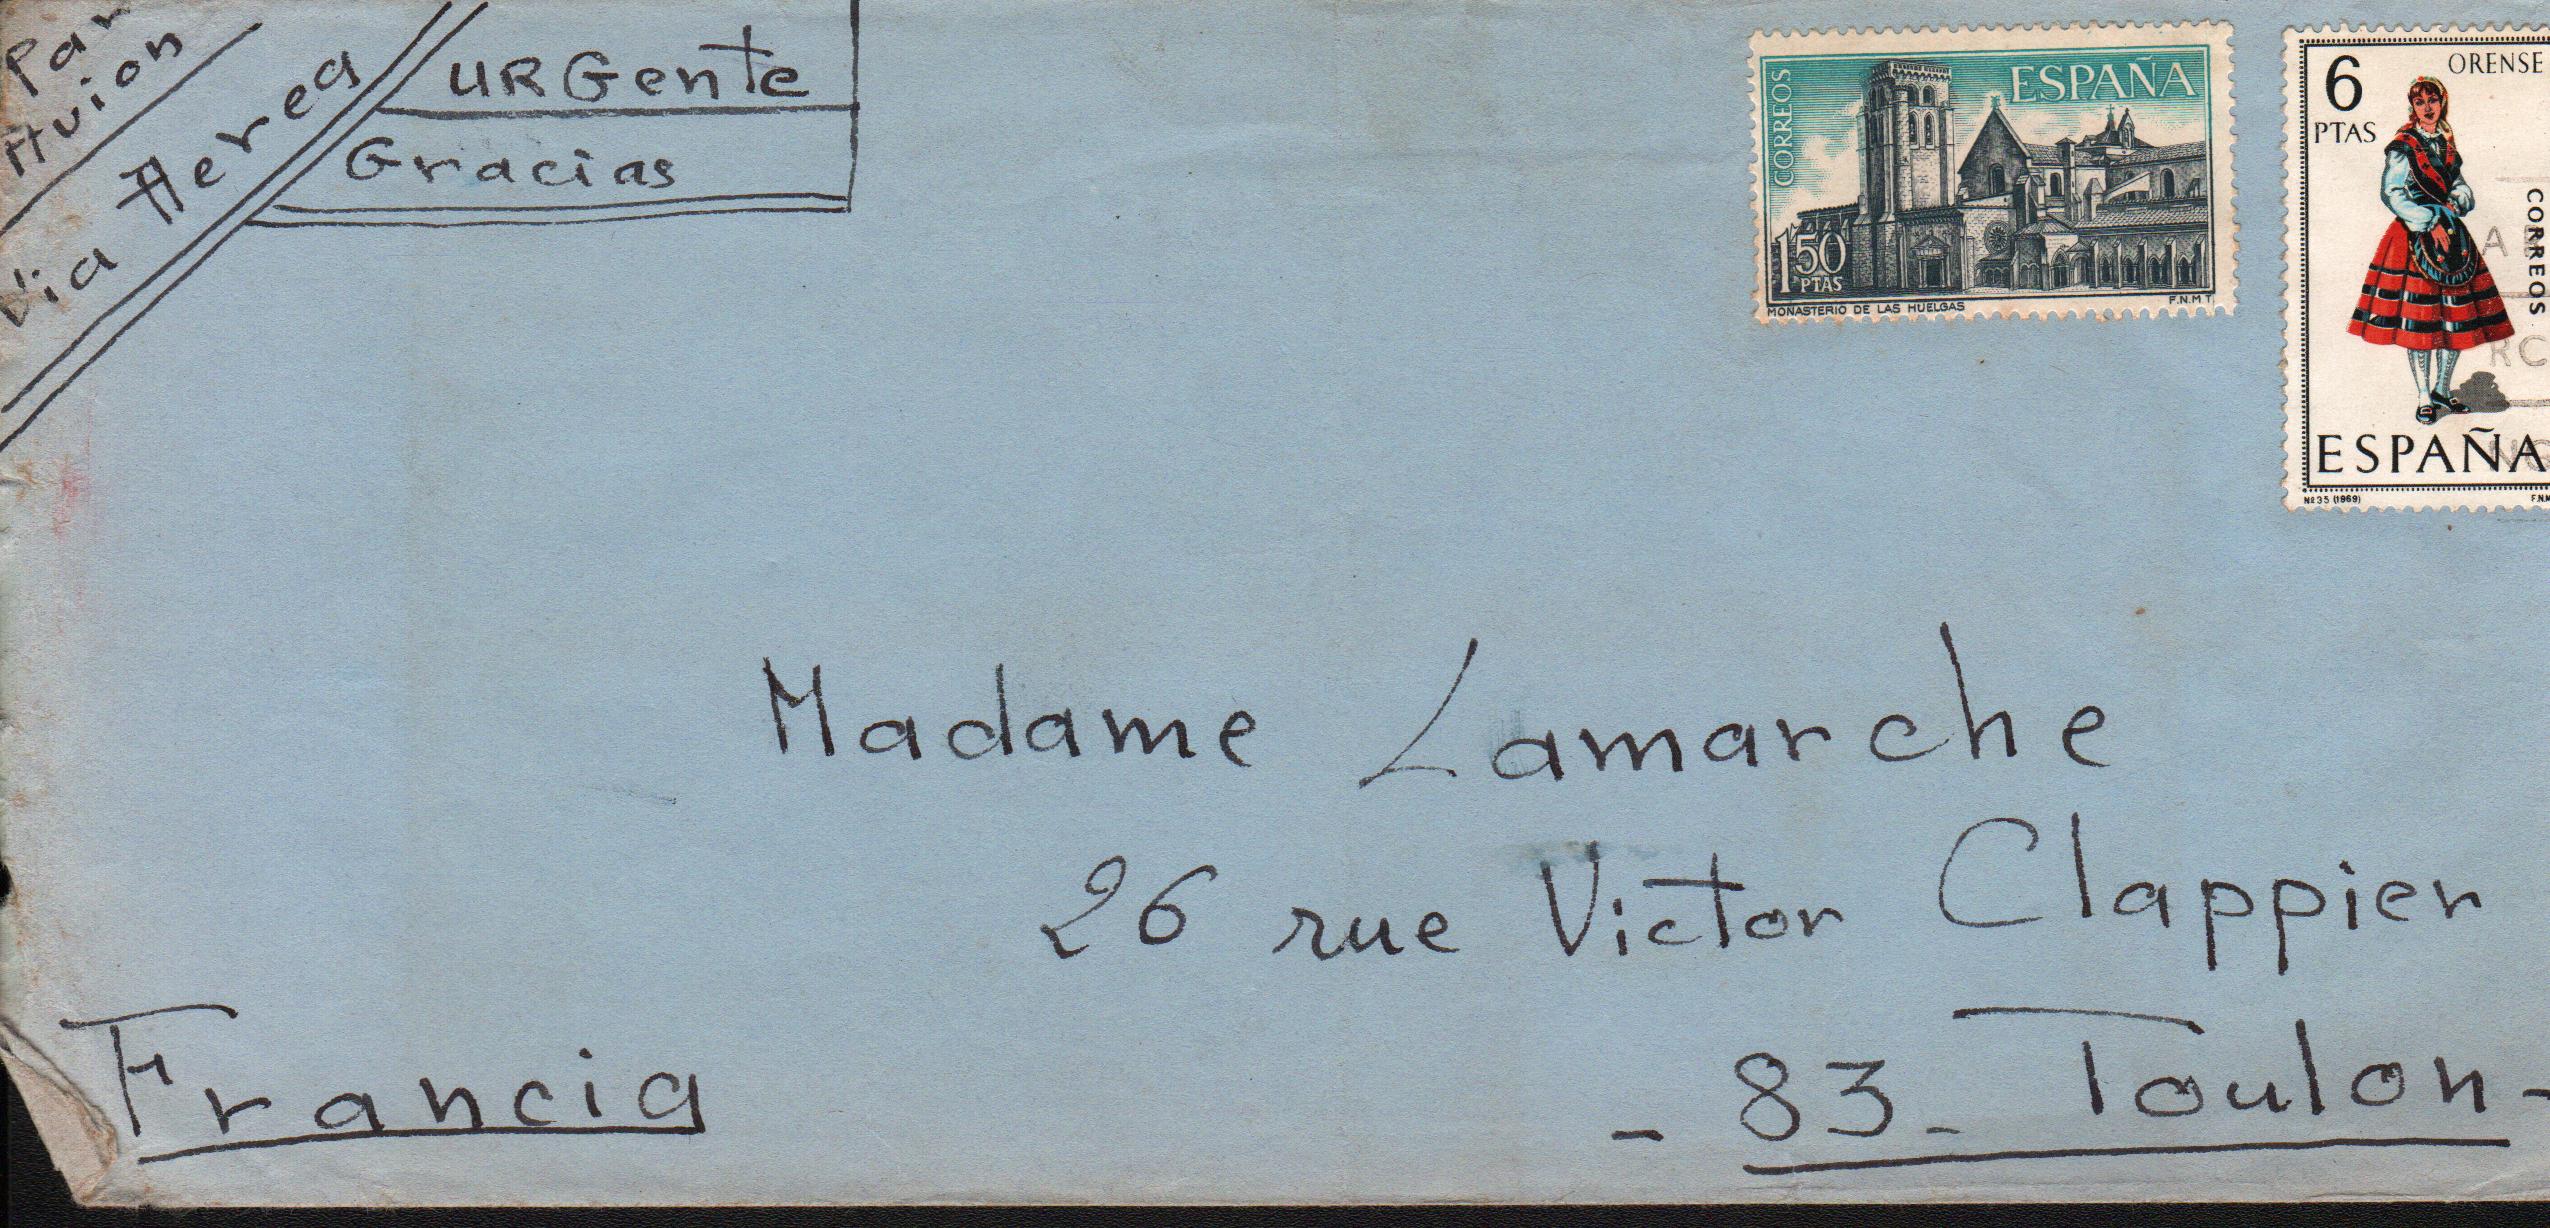 Par
Avion
Via Aerea
URGente
Gracias
CORREOS
ESPAÑA
1'50
PTAS
MONASTERIO DE LAS HUELGAS
F.N.M.T.
6
PTAS
ORENSE
CORREOS
ESPAÑA
Nº 35 (1969)
F.N.M
Madame Lamarche
26 rue Victor Clappier
Francia
- 83 - Toulon -